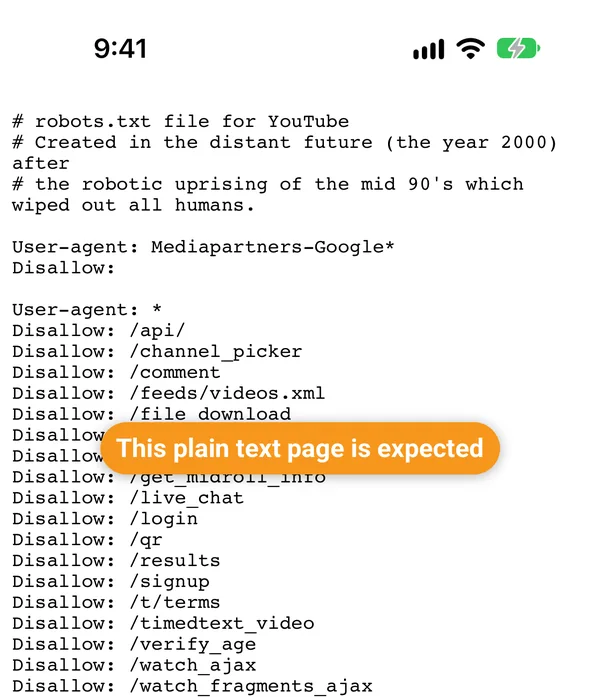 9:41
# robots.txt file for YouTube
# Created in the distant future (the year 2000)
after
# the robotic uprising of the mid 90's which
wiped out all humans.
User-agent: Mediapartners-Google*
Disallow:
User-agent: *
Disallow: /api/
Disallow: /channel_picker
Disallow: /comment
Disallow: /feeds/videos.xml
Disallow: /file_download
Disallow
This plain text page is expected
Disallow
Disallow: /get_midroll_info
Disallow: /live_chat
Disallow: /login
Disallow: /qr
Disallow: /results
Disallow: /signup
Disallow: /t/terms
Disallow: /timedtext_video
Disallow: /verify_age
Disallow: /watch_ajax
Disallow: /watch_fragments_ajax